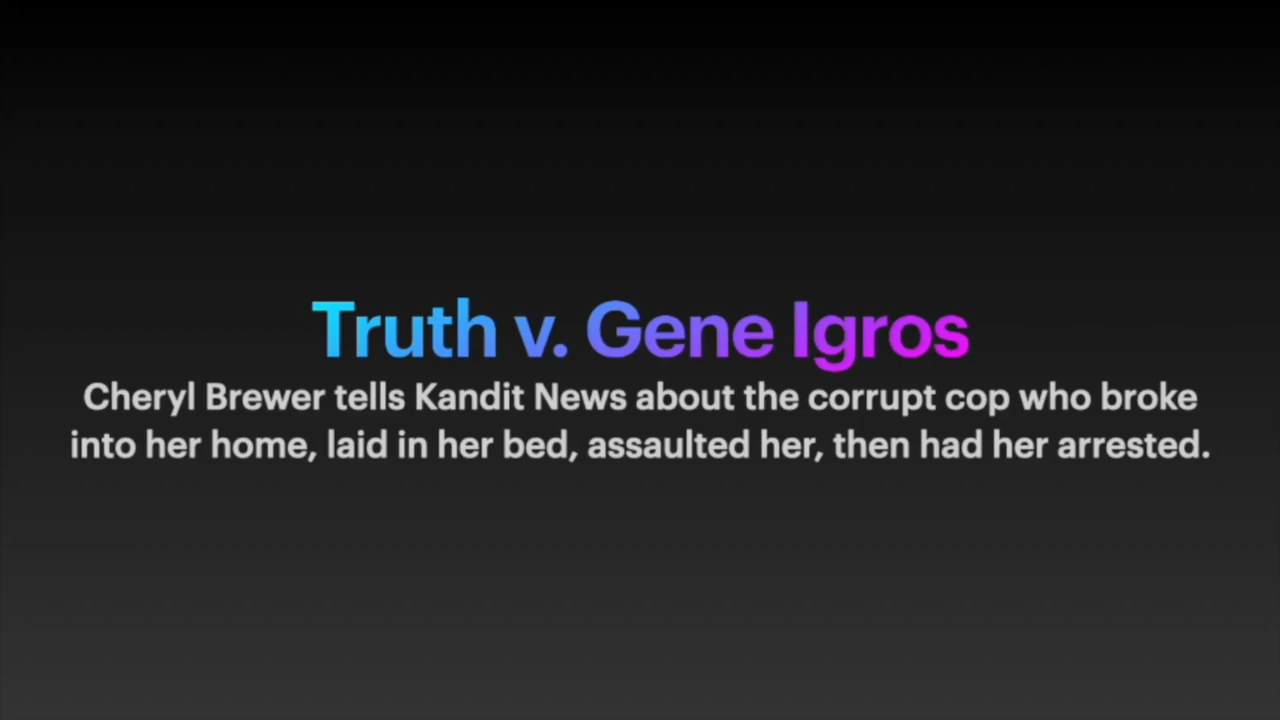 Truth v. Gene Igros
Cheryl Brewer tells Kandit News about the corrupt cop who broke
into her home, laid in her bed, assaulted her, then had her arrested.